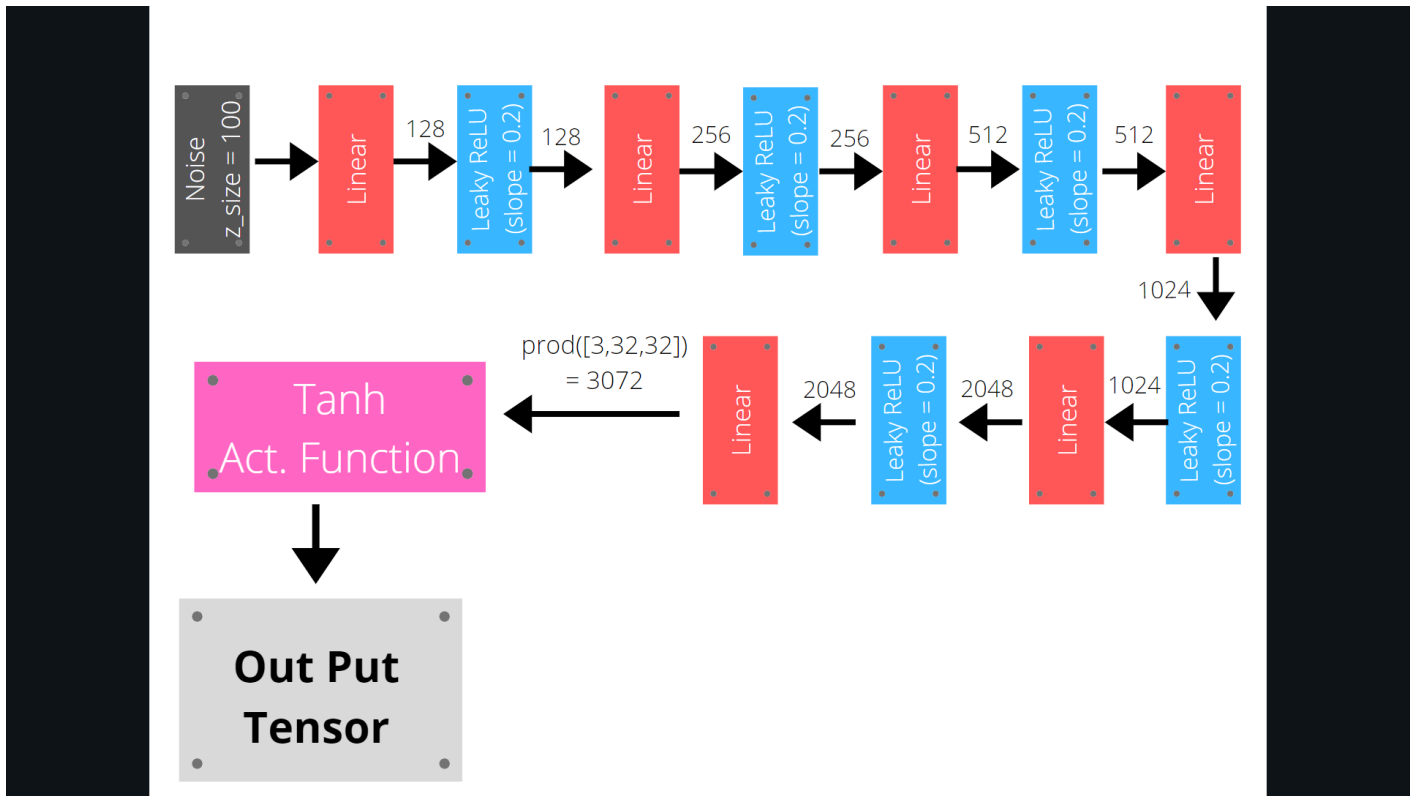 Noise
z_size = 100
Linear
128
Leaky ReLU
(slope = 0.2)
128
Linear
256
Leaky ReLU
(slope = 0.2)
256
Linear
512
Leaky ReLU
(slope = 0.2)
512
Linear
1024
Leaky ReLU
(slope = 0.2)
1024
Linear
2048
Leaky ReLU
(slope = 0.2)
2048
Linear
prod([3,32,32])
= 3072
Tanh
Act. Function
Out Put
Tensor